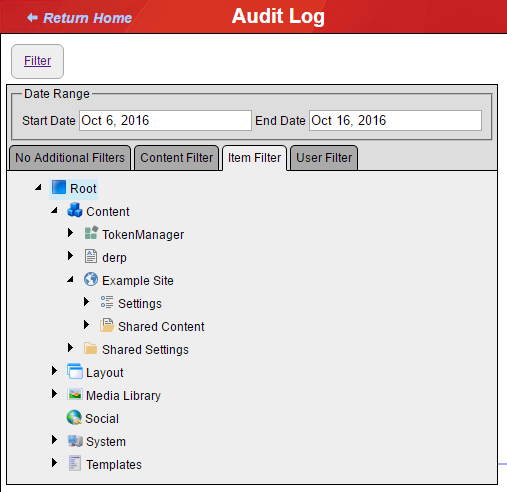 Return Home Audit Log
Filter
Date Range
Start Date Oct 6, 2016 End Date Oct 16, 2016
No Additional Filters Content Filter Item Filter User Filter
Root
Content
TokenManager
derp
Example Site
Settings
Shared Content
Shared Settings
Layout
Media Library
Social
System
Templates